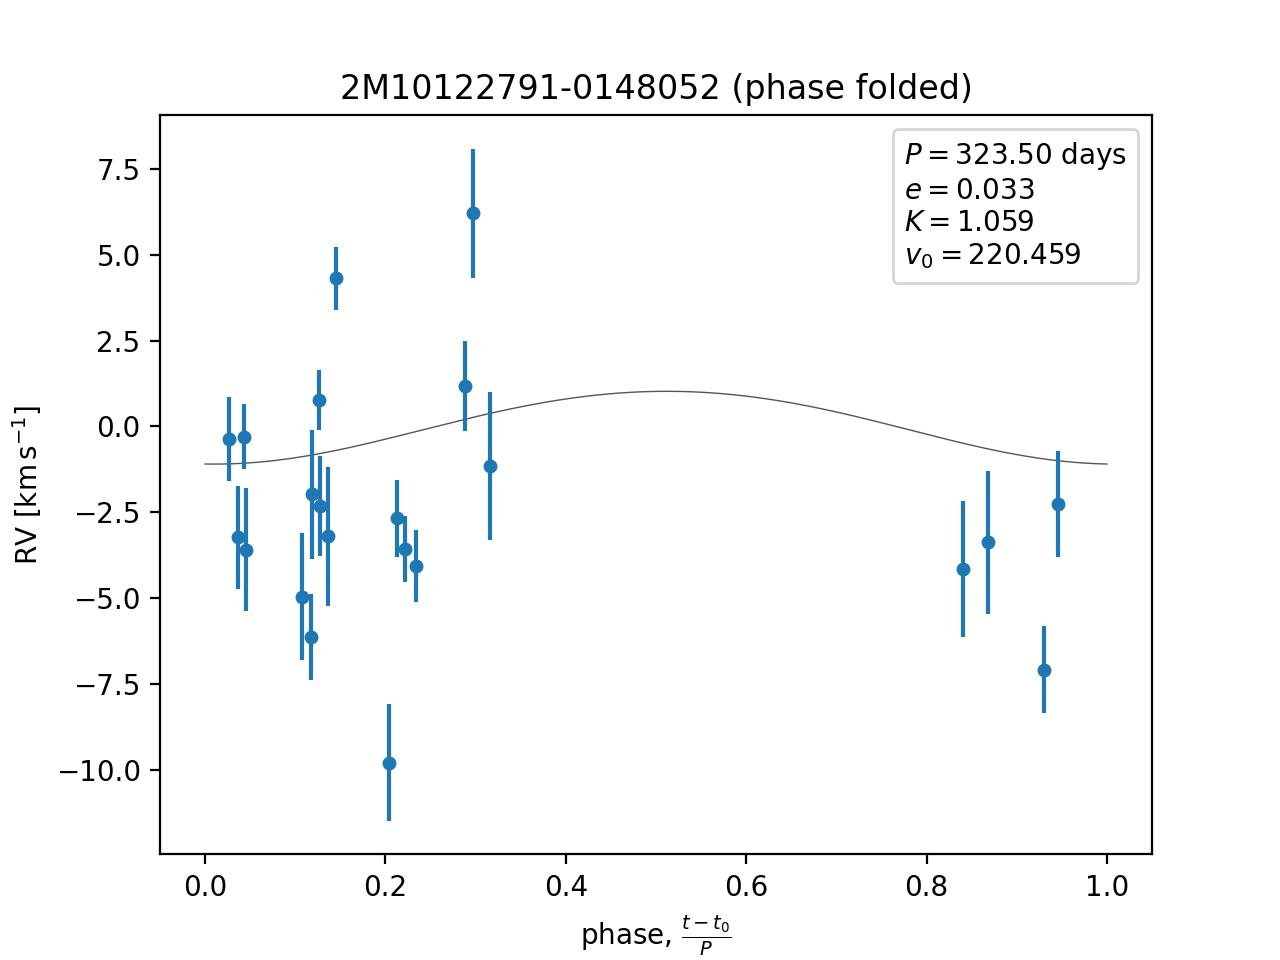 2M10122791-0148052 (phase folded)
P = 323.50 days
e = 0.033
K = 1.059
v₀ = 220.459
7.5
5.0
2.5
0.0
−2.5
−5.0
−7.5
−10.0
RV [km s⁻¹]
0.0 0.2 0.4 0.6 0.8 1.0
phase, (t − t₀)/P